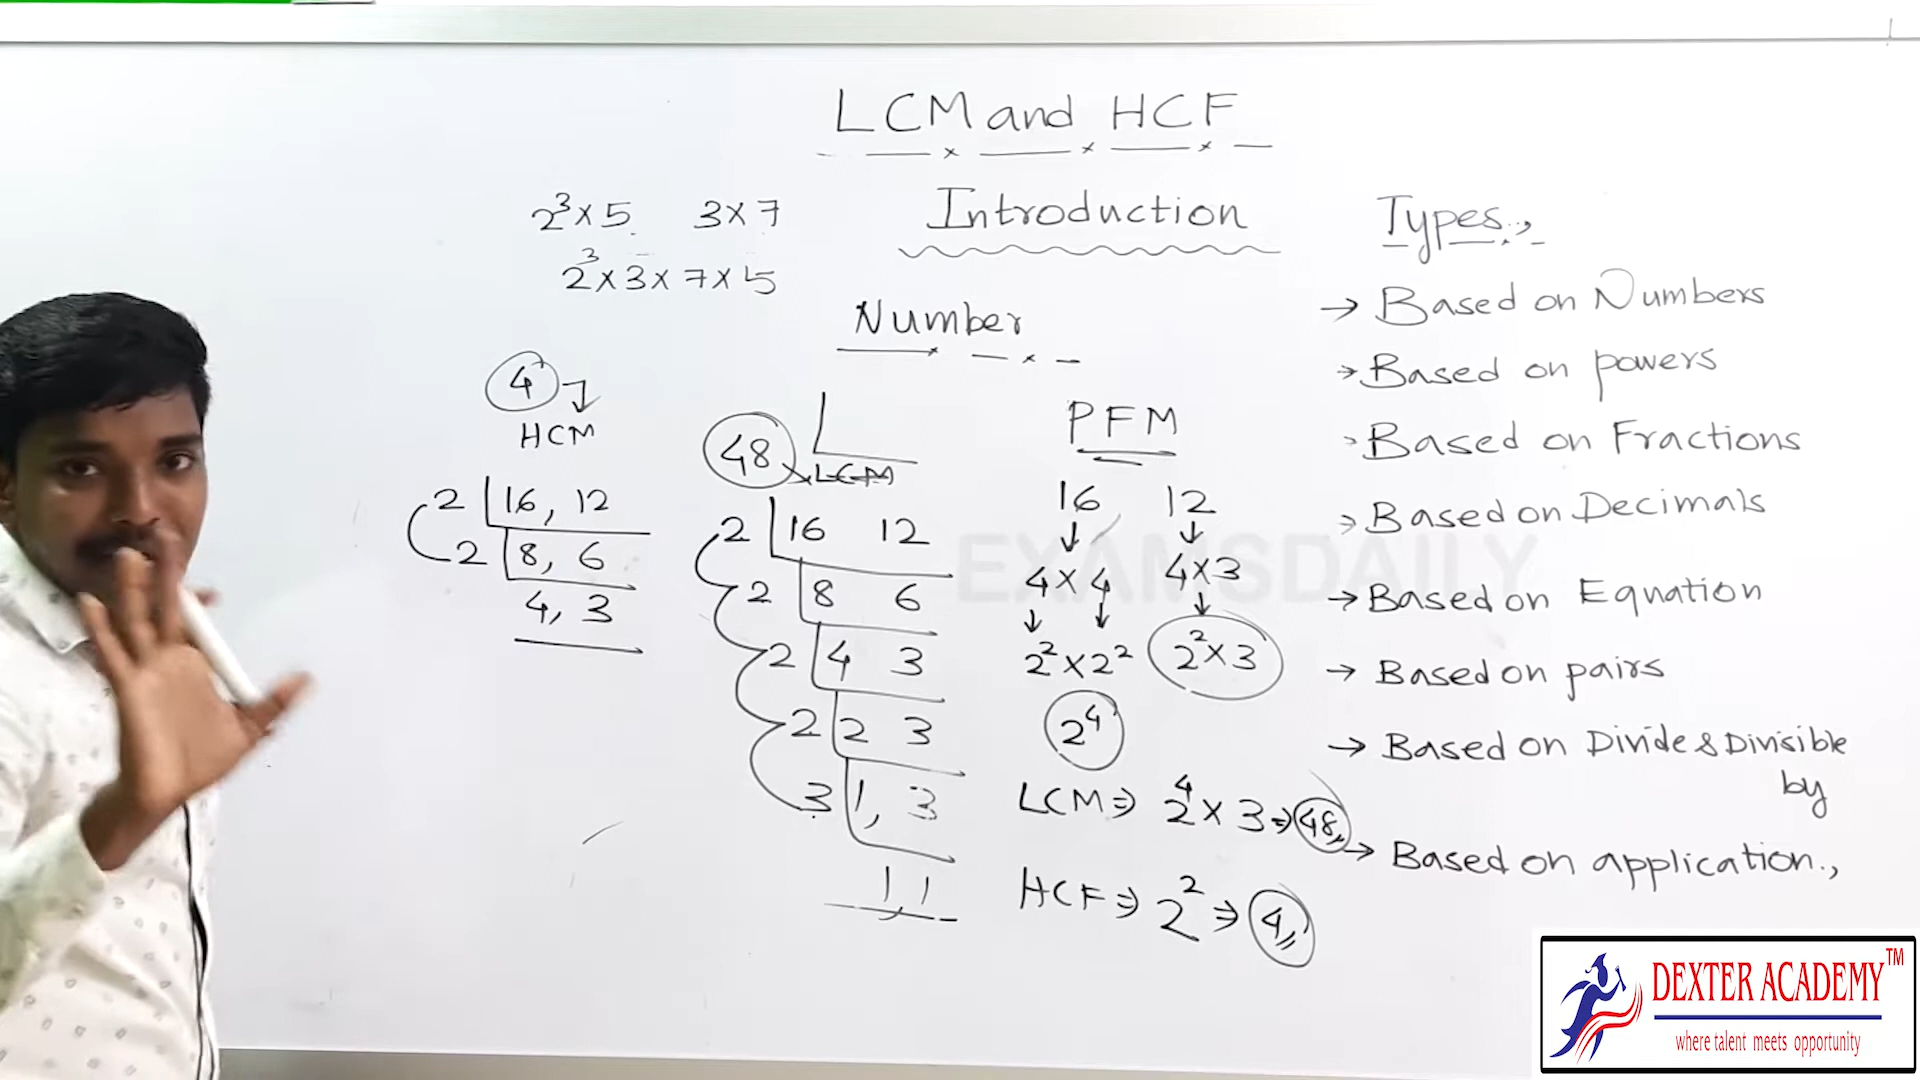 LCM and HCF
Introduction
2³×5 3×7
2³×3×7×5
Number
4 → HCM
2 | 16, 12
2 | 8, 6
4, 3
L
48 LCM
2 | 16 12
2 | 8 6
2 | 4 3
2 | 2 3
3 | 1, 3
1, 1
PFM
16 12
↓ ↓
4×4 4×3
↓ ↓ ↓
2²×2² 2²×3
2⁴
LCM ⇒ 2⁴×3 ⇒ 48
HCF ⇒ 2² ⇒ 4
Types.,
→ Based on Numbers
→ Based on powers
→ Based on Fractions
→ Based on Decimals
→ Based on Equation
→ Based on pairs
→ Based on Divide & Divisible
by
→ Based on application.,
EXAMSDAILY
DEXTER ACADEMY™
where talent meets opportunity